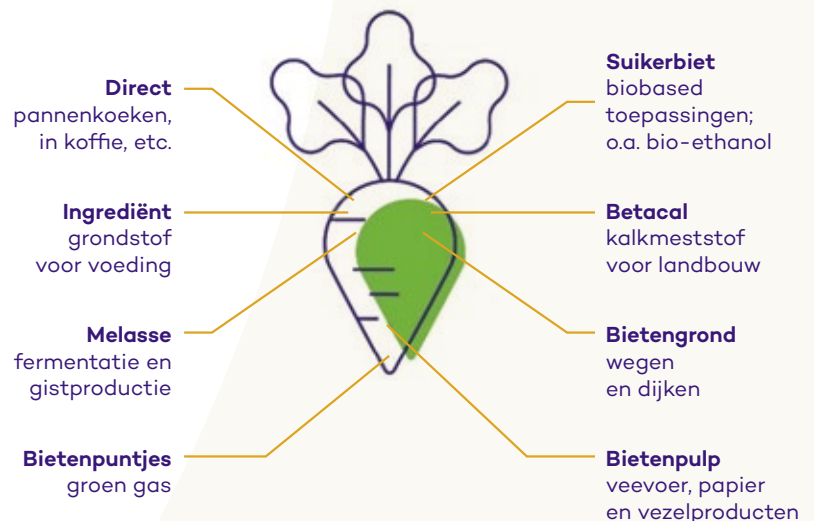 Direct
pannenkoeken,
in koffie, etc.
Ingrediënt
grondstof
voor voeding
Melasse
fermentatie en
gistproductie
Bietenpuntjes
groen gas
Suikerbiet
biobased
toepassingen;
o.a. bio-ethanol
Betacal
kalkmeststof
voor landbouw
Bietengrond
wegen
en dijken
Bietenpulp
veevoer, papier
en vezelproducten